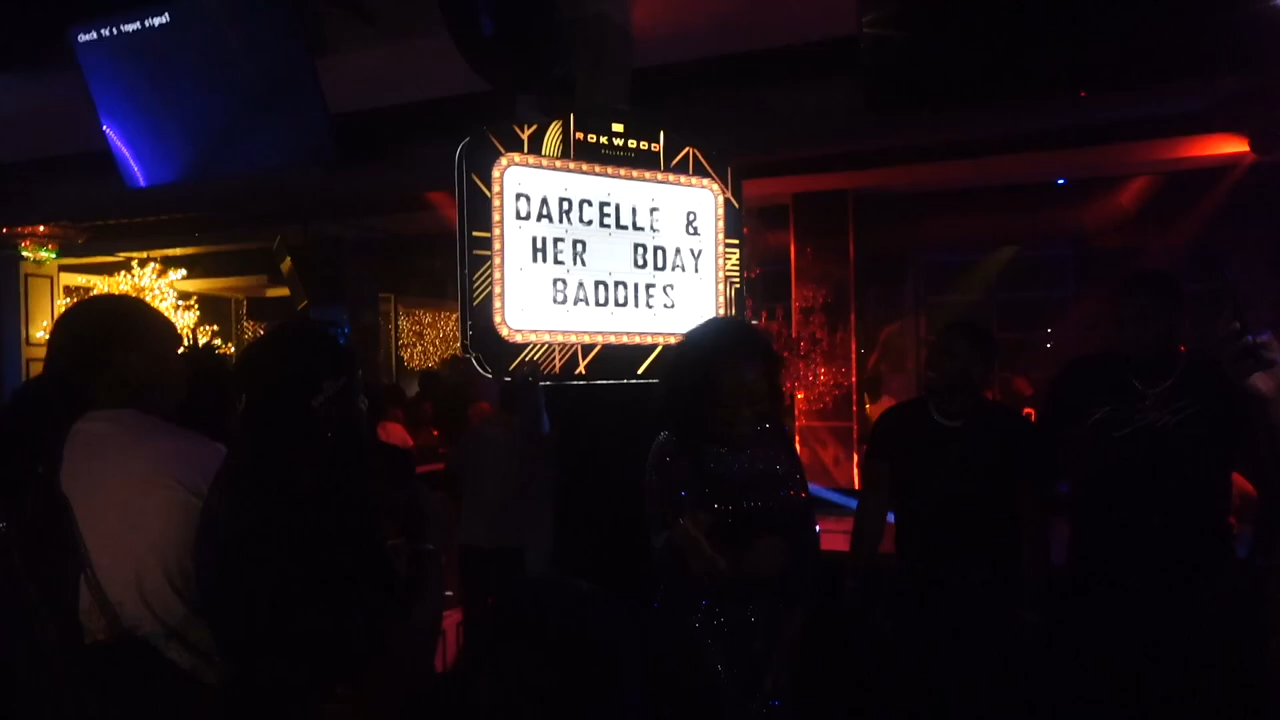 Check TV's input signal
ROKWOOD
DARCELLE &
HER BDAY
BADDIES